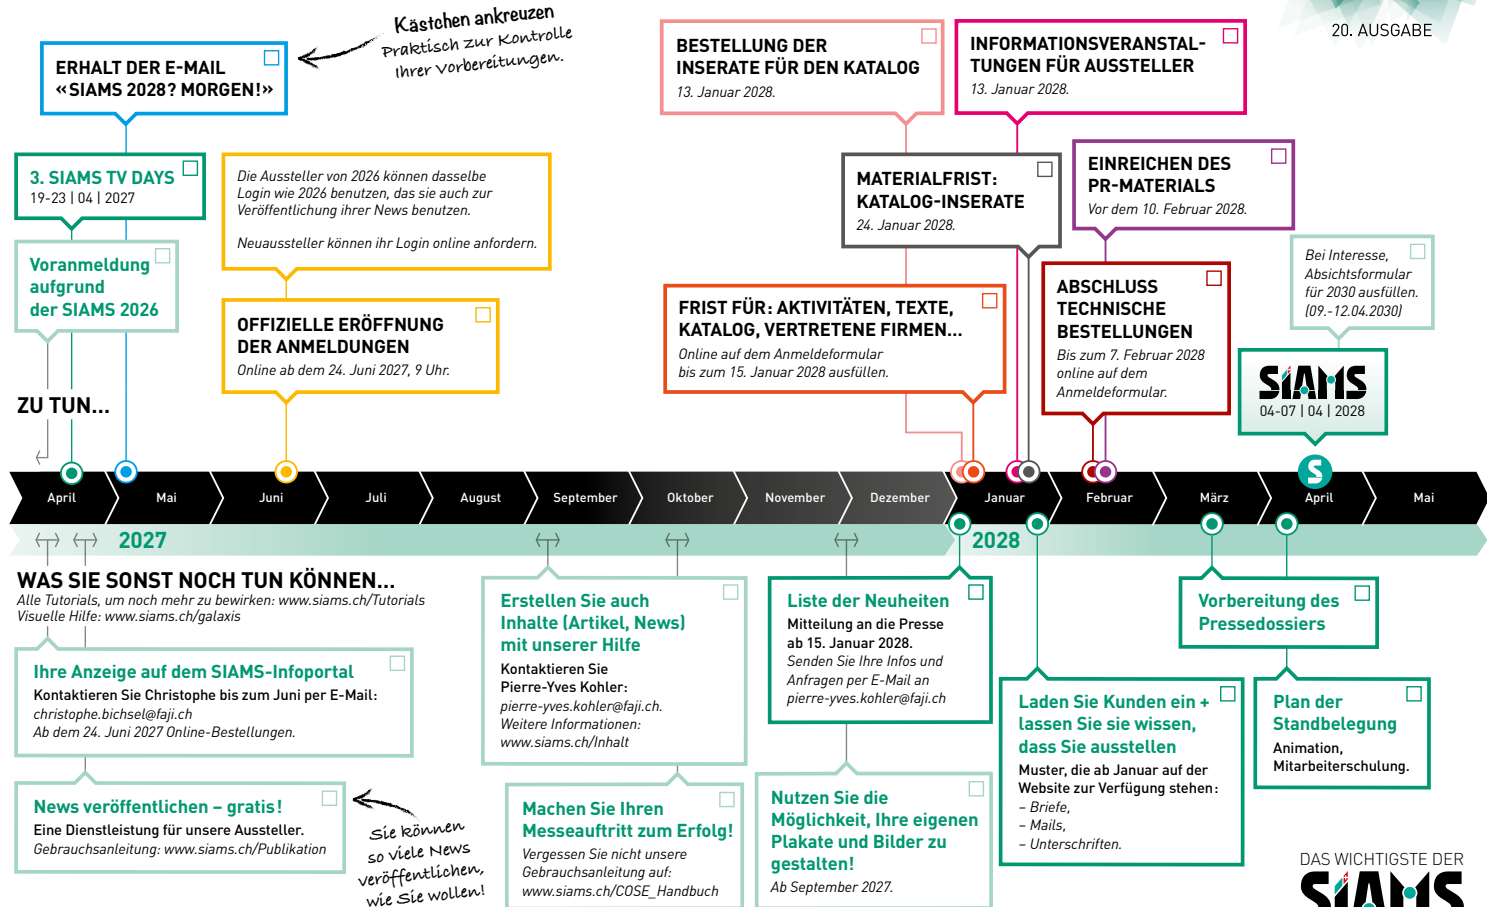 Kästchen ankreuzen
Praktisch zur Kontrolle
Ihrer Vorbereitungen.
20. AUSGABE
ERHALT DER E-MAIL
«SIAMS 2028? MORGEN!»
BESTELLUNG DER
INSERATE FÜR DEN KATALOG
13. Januar 2028.
INFORMATIONSVERANSTAL-
TUNGEN FÜR AUSSTELLER
13. Januar 2028.
3. SIAMS TV DAYS
19-23 | 04 | 2027
Die Aussteller von 2026 können dasselbe
Login wie 2026 benutzen, das sie auch zur
Veröffentlichung ihrer News benutzen.
Neuaussteller können ihr Login online anfordern.
MATERIALFRIST:
KATALOG-INSERATE
24. Januar 2028.
EINREICHEN DES
PR-MATERIALS
Vor dem 10. Februar 2028.
Voranmeldung
aufgrund
der SIAMS 2026
OFFIZIELLE ERÖFFNUNG
DER ANMELDUNGEN
Online ab dem 24. Juni 2027, 9 Uhr.
FRIST FÜR: AKTIVITÄTEN, TEXTE,
KATALOG, VERTRETENE FIRMEN...
Online auf dem Anmeldeformular
bis zum 15. Januar 2028 ausfüllen.
ABSCHLUSS
TECHNISCHE
BESTELLUNGEN
Bis zum 7. Februar 2028
online auf dem
Anmeldeformular.
Bei Interesse,
Absichtsformular
für 2030 ausfüllen.
(09.-12.04.2030)
SIAMS
04-07 | 04 | 2028
ZU TUN...
S
April
Mai
Juni
Juli
August
September
Oktober
November
Dezember
Januar
Februar
März
April
Mai
2027
2028
WAS SIE SONST NOCH TUN KÖNNEN...
Alle Tutorials, um noch mehr zu bewirken: www.siams.ch/Tutorials
Visuelle Hilfe: www.siams.ch/galaxis
Ihre Anzeige auf dem SIAMS-Infoportal
Kontaktieren Sie Christophe bis zum Juni per E-Mail:
christophe.bichsel@faji.ch
Ab dem 24. Juni 2027 Online-Bestellungen.
News veröffentlichen – gratis!
Eine Dienstleistung für unsere Aussteller.
Gebrauchsanleitung: www.siams.ch/Publikation
Sie können
so viele News
veröffentlichen,
wie Sie wollen!
Erstellen Sie auch
Inhalte (Artikel, News)
mit unserer Hilfe
Kontaktieren Sie
Pierre-Yves Kohler:
pierre-yves.kohler@faji.ch.
Weitere Informationen:
www.siams.ch/Inhalt
Machen Sie Ihren
Messeauftritt zum Erfolg!
Vergessen Sie nicht unsere
Gebrauchsanleitung auf:
www.siams.ch/COSE_Handbuch
Liste der Neuheiten
Mitteilung an die Presse
ab 15. Januar 2028.
Senden Sie Ihre Infos und
Anfragen per E-Mail an
pierre-yves.kohler@faji.ch
Nutzen Sie die
Möglichkeit, Ihre eigenen
Plakate und Bilder zu
gestalten!
Ab September 2027.
Laden Sie Kunden ein +
lassen Sie sie wissen,
dass Sie ausstellen
Muster, die ab Januar auf der
Website zur Verfügung stehen:
– Briefe,
– Mails,
– Unterschriften.
Vorbereitung des
Pressedossiers
Plan der
Standbelegung
Animation,
Mitarbeiterschulung.
DAS WICHTIGSTE DER
SIAMS